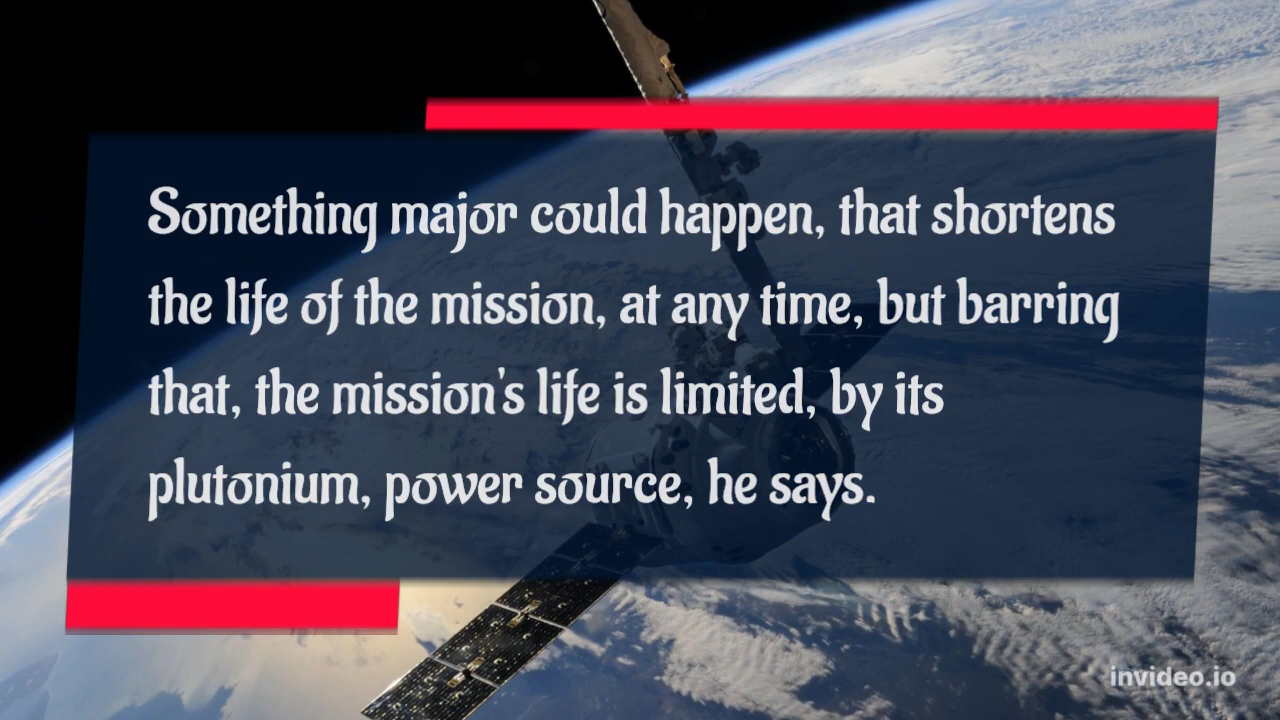 Something major could happen, that shortens
the life of the mission, at any time, but barring
that, the mission's life is limited, by its
plutonium, power source, he says.
invideo.io